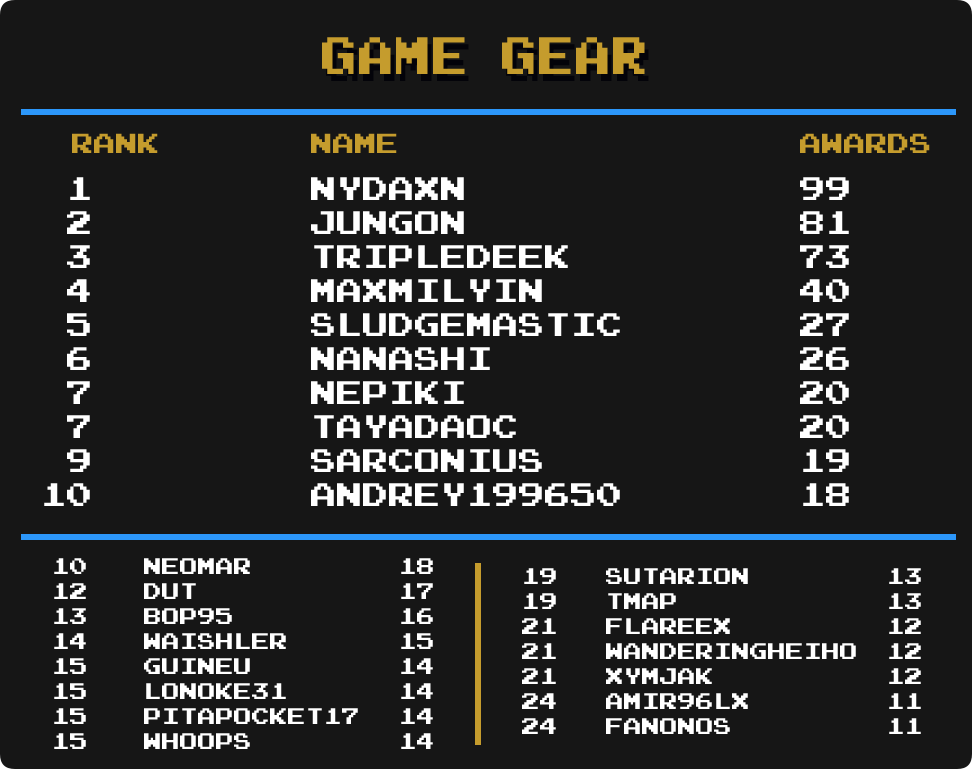 GAME GEAR
RANK NAME AWARDS
1 NYDAXN 99
2 JUNGON 81
3 TRIPLEDEEK 73
4 MAXMILYIN 40
5 SLUDGEMASTIC 27
6 NANASHI 26
7 NEPIKI 20
7 TAYADAOC 20
9 SARCONIUS 19
10 ANDREY199650 18
10 NEOMAR 18
12 DUT 17
13 BOP95 16
14 WAISHLER 15
15 GUINEU 14
15 LONOKE31 14
15 PITAPOCKET17 14
15 WHOOPS 14
19 SUTARION 13
19 TMAP 13
21 FLAREEX 12
21 WANDERINGHEIHO 12
21 XYMJAK 12
24 AMIR96LX 11
24 FANONOS 11